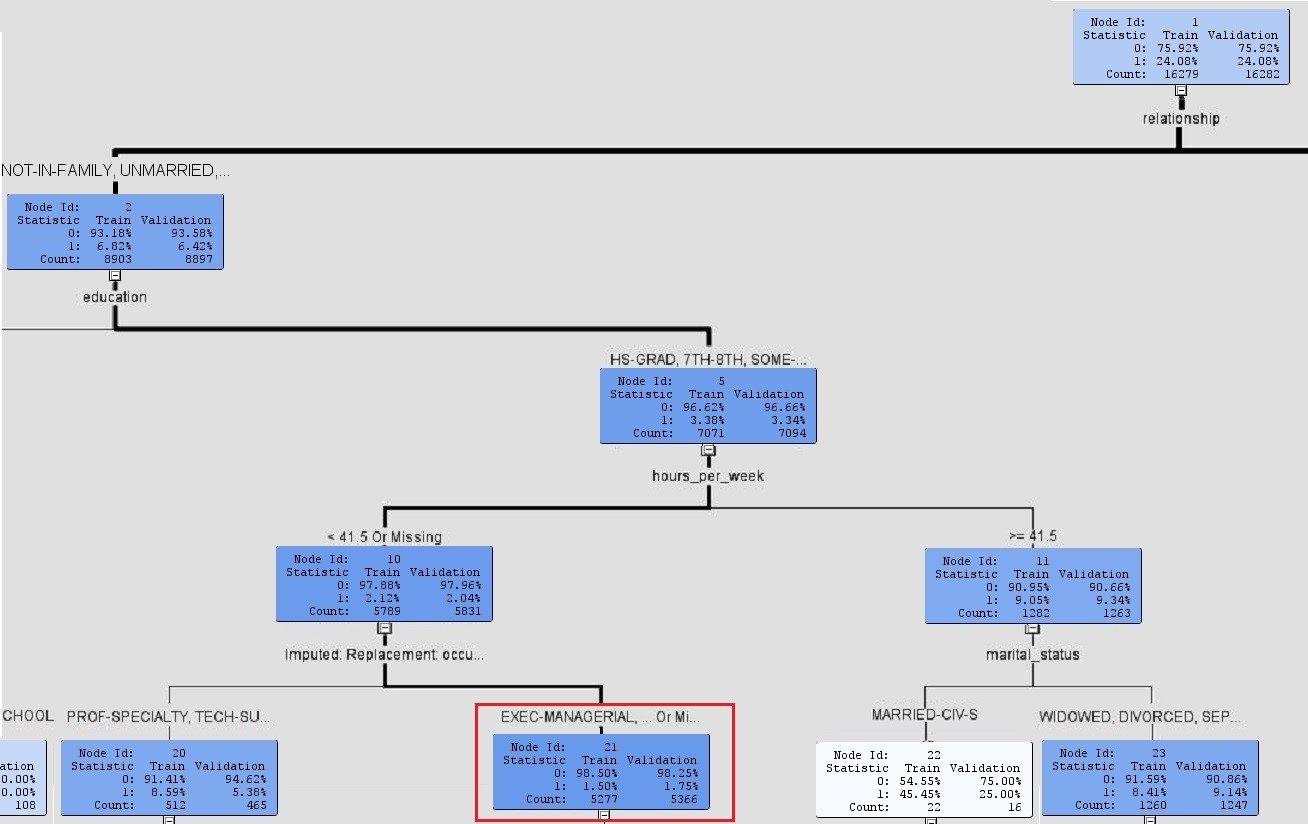 Node Id: 1
Statistic Train Validation
0: 75.92% 75.92%
1: 24.08% 24.08%
Count: 16279 16282
relationship
NOT-IN-FAMILY, UNMARRIED,...
Node Id: 2
Statistic Train Validation
0: 93.18% 93.58%
1: 6.82% 6.42%
Count: 8903 8897
education
HS-GRAD, 7TH-8TH, SOME-...
Node Id: 5
Statistic Train Validation
0: 96.62% 96.66%
1: 3.38% 3.34%
Count: 7071 7094
hours_per_week
< 41.5 Or Missing
Node Id: 10
Statistic Train Validation
0: 97.88% 97.96%
1: 2.12% 2.04%
Count: 5789 5831
Imputed: Replacement: occu...
>= 41.5
Node Id: 11
Statistic Train Validation
0: 90.95% 90.66%
1: 9.05% 9.34%
Count: 1282 1263
marital_status
CHOOL
ation
0.00%
0.00%
108
PROF-SPECIALTY, TECH-SU...
Node Id: 20
Statistic Train Validation
0: 91.41% 94.62%
1: 8.59% 5.38%
Count: 512 465
EXEC-MANAGERIAL, ... Or Mi...
Node Id: 21
Statistic Train Validation
0: 98.50% 98.25%
1: 1.50% 1.75%
Count: 5277 5366
MARRIED-CIV-S
Node Id: 22
Statistic Train Validation
0: 54.55% 75.00%
1: 45.45% 25.00%
Count: 22 16
WIDOWED, DIVORCED, SEP...
Node Id: 23
Statistic Train Validation
0: 91.59% 90.86%
1: 8.41% 9.14%
Count: 1260 1247